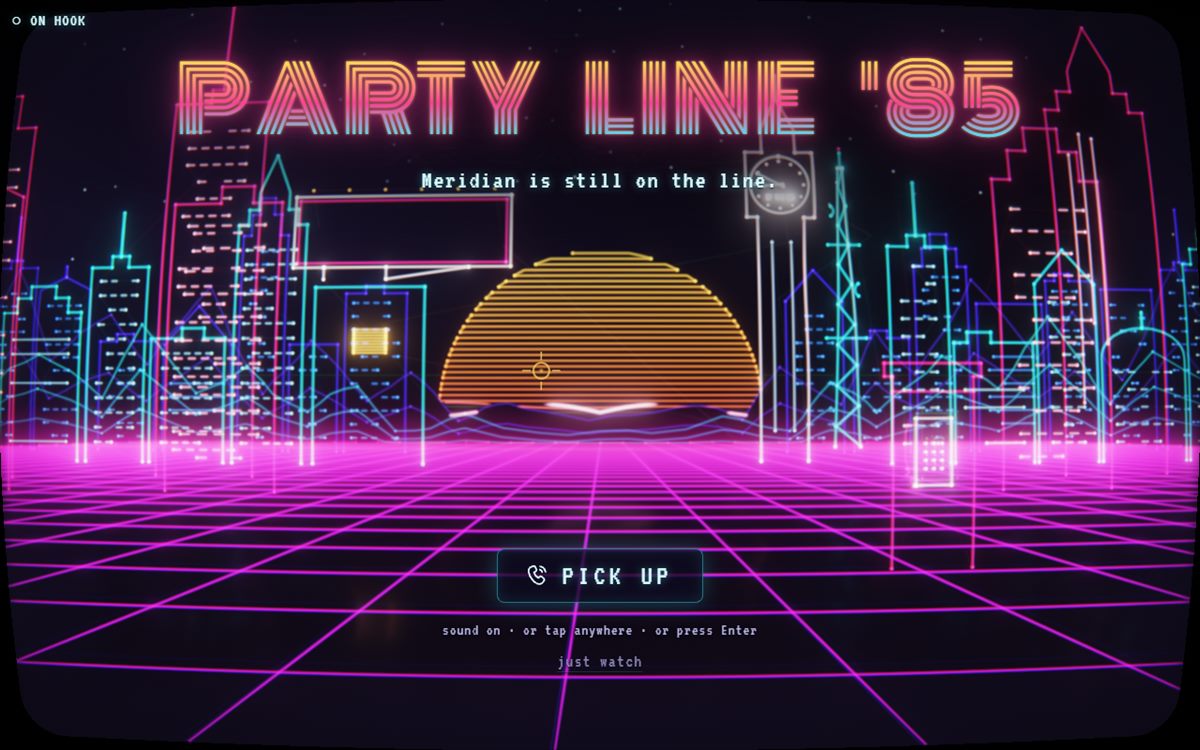 ON HOOK
PARTY LINE '85
Meridian is still on the line.
PICK UP
sound on · or tap anywhere · or press Enter
just watch